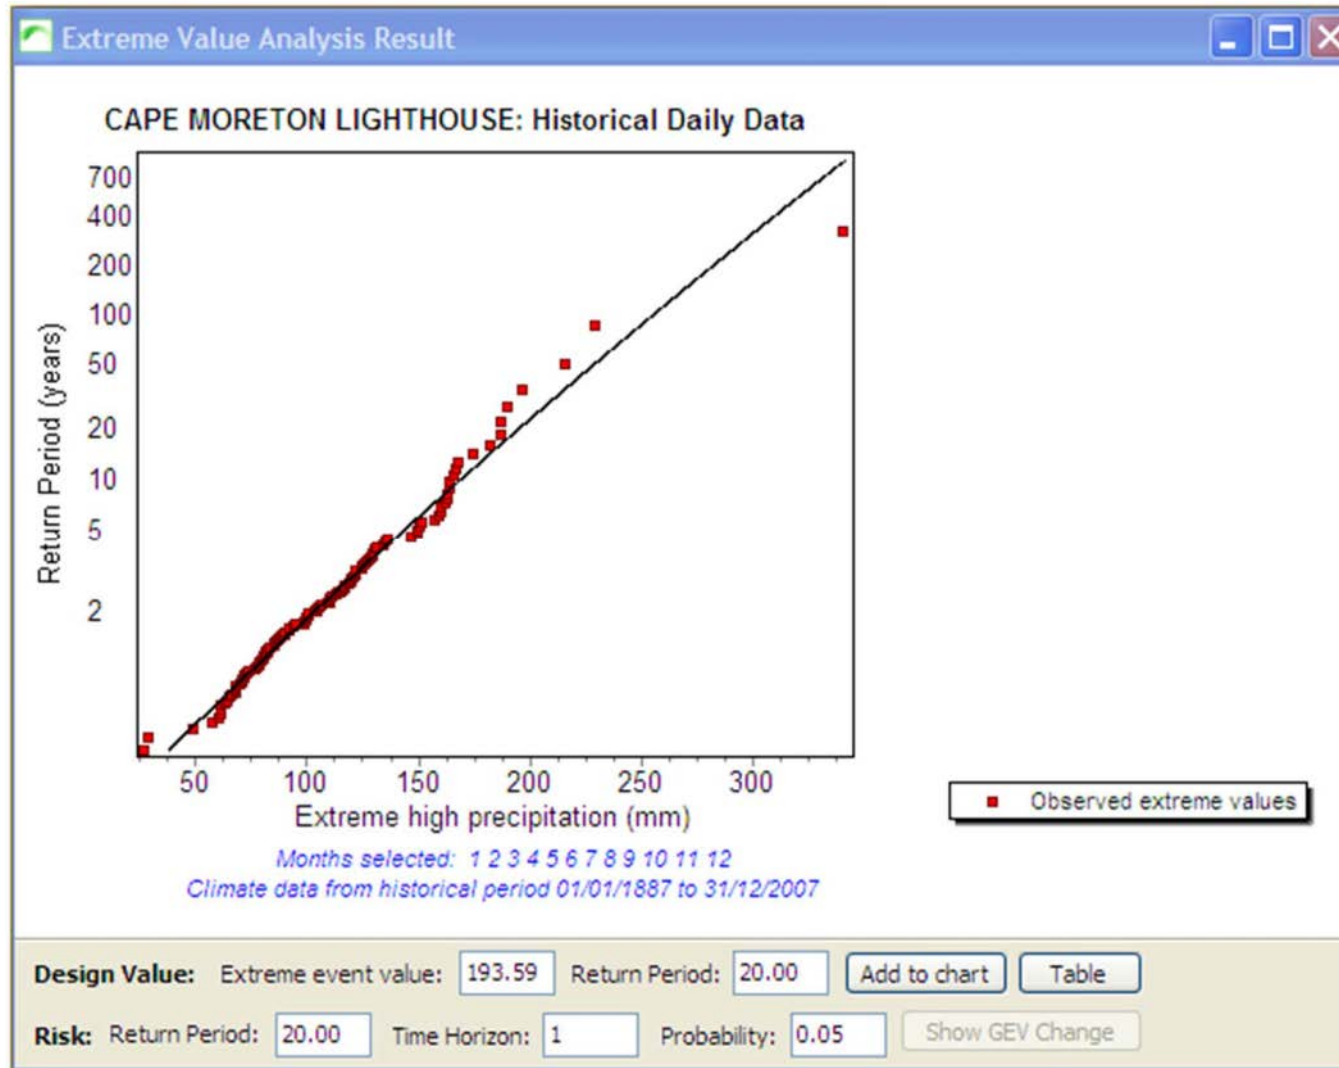 Extreme Value Analysis Result
CAPE MORETON LIGHTHOUSE: Historical Daily Data
Return Period (years)
700
400
200
100
50
20
10
5
2
50 100 150 200 250 300
Extreme high precipitation (mm)
Observed extreme values
Months selected: 1 2 3 4 5 6 7 8 9 10 11 12
Climate data from historical period 01/01/1887 to 31/12/2007
Design Value: Extreme event value: 193.59 Return Period: 20.00 Add to chart Table
Risk: Return Period: 20.00 Time Horizon: 1 Probability: 0.05 Show GEV Change